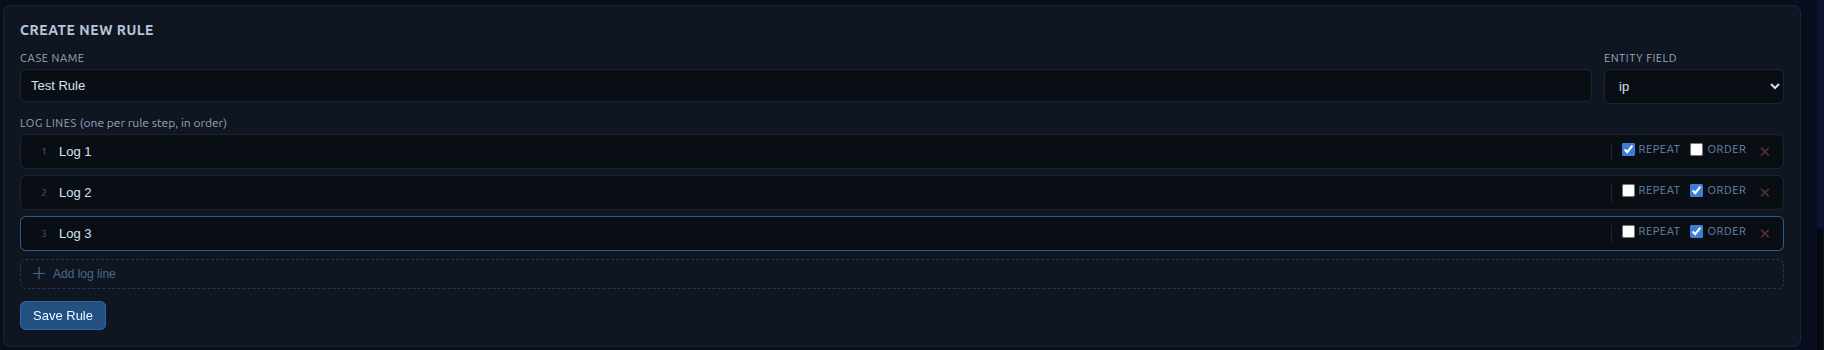 CREATE NEW RULE
CASE NAME
ENTITY FIELD
Test Rule
ip
LOG LINES (one per rule step, in order)
1 Log 1 REPEAT ORDER ×
2 Log 2 REPEAT ORDER ×
3 Log 3 REPEAT ORDER ×
+ Add log line
Save Rule